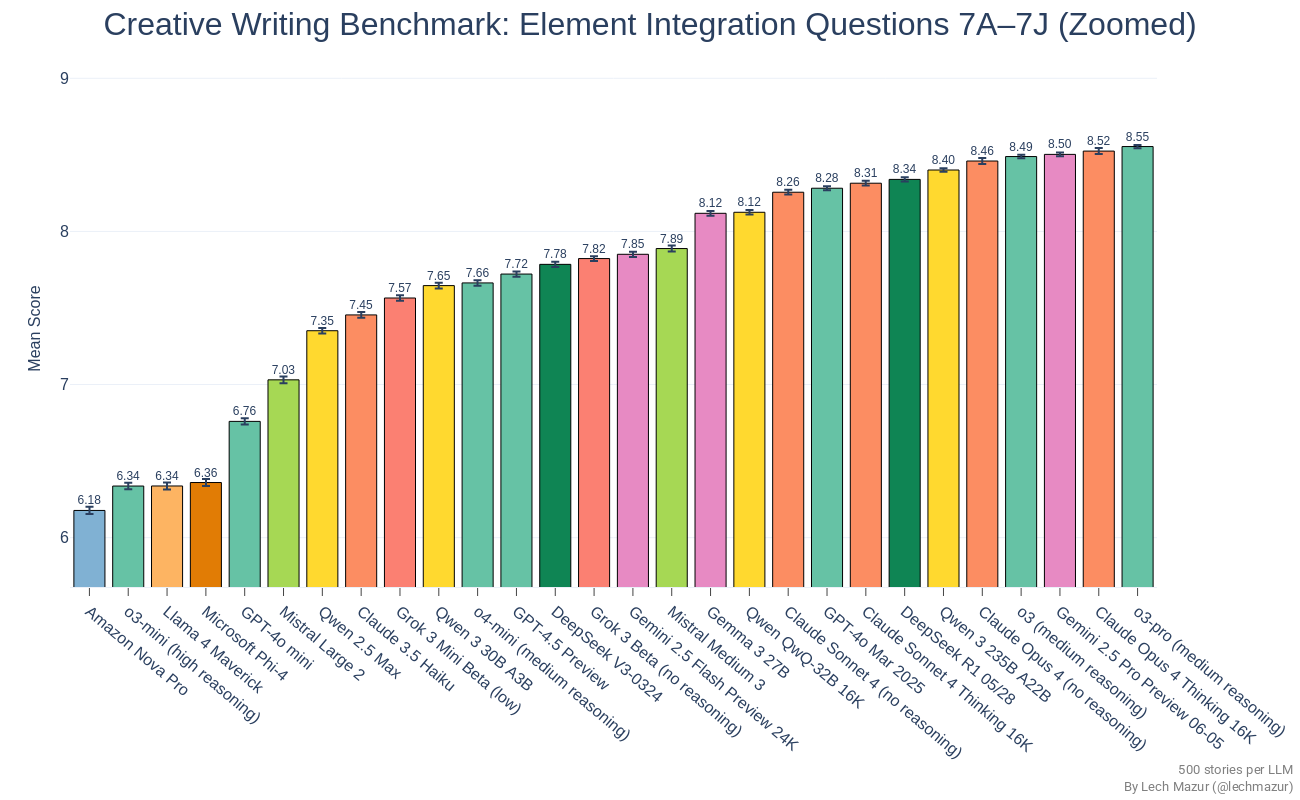 Creative Writing Benchmark: Element Integration Questions 7A–7J (Zoomed)
Mean Score
9
8
7
6
6.18
6.34
6.34
6.36
6.76
7.03
7.35
7.45
7.57
7.65
7.66
7.72
7.78
7.82
7.85
7.89
8.12
8.12
8.26
8.28
8.31
8.34
8.40
8.46
8.49
8.50
8.52
8.55
Amazon Nova Pro
o3-mini (high reasoning)
Llama 4 Maverick
Microsoft Phi-4
GPT-4o mini
Mistral Large 2
Qwen 2.5 Max
Claude 3.5 Haiku
Grok 3 Mini Beta (low)
Qwen 3 30B A3B
o4-mini (medium reasoning)
GPT-4.5 Preview
DeepSeek V3-0324
Grok 3 Beta (no reasoning)
Gemini 2.5 Flash Preview 24K
Mistral Medium 3
Gemma 3 27B
Qwen QwQ-32B 16K
Claude Sonnet 4 (no reasoning)
GPT-4o Mar 2025
Claude Sonnet 4 Thinking 16K
DeepSeek R1 05/28
Qwen 3 235B A22B
Claude Opus 4 (no reasoning)
o3 (medium reasoning)
Gemini 2.5 Pro Preview 06-05
Claude Opus 4 Thinking 16K
o3-pro (medium reasoning)
500 stories per LLM
By Lech Mazur (@lechmazur)